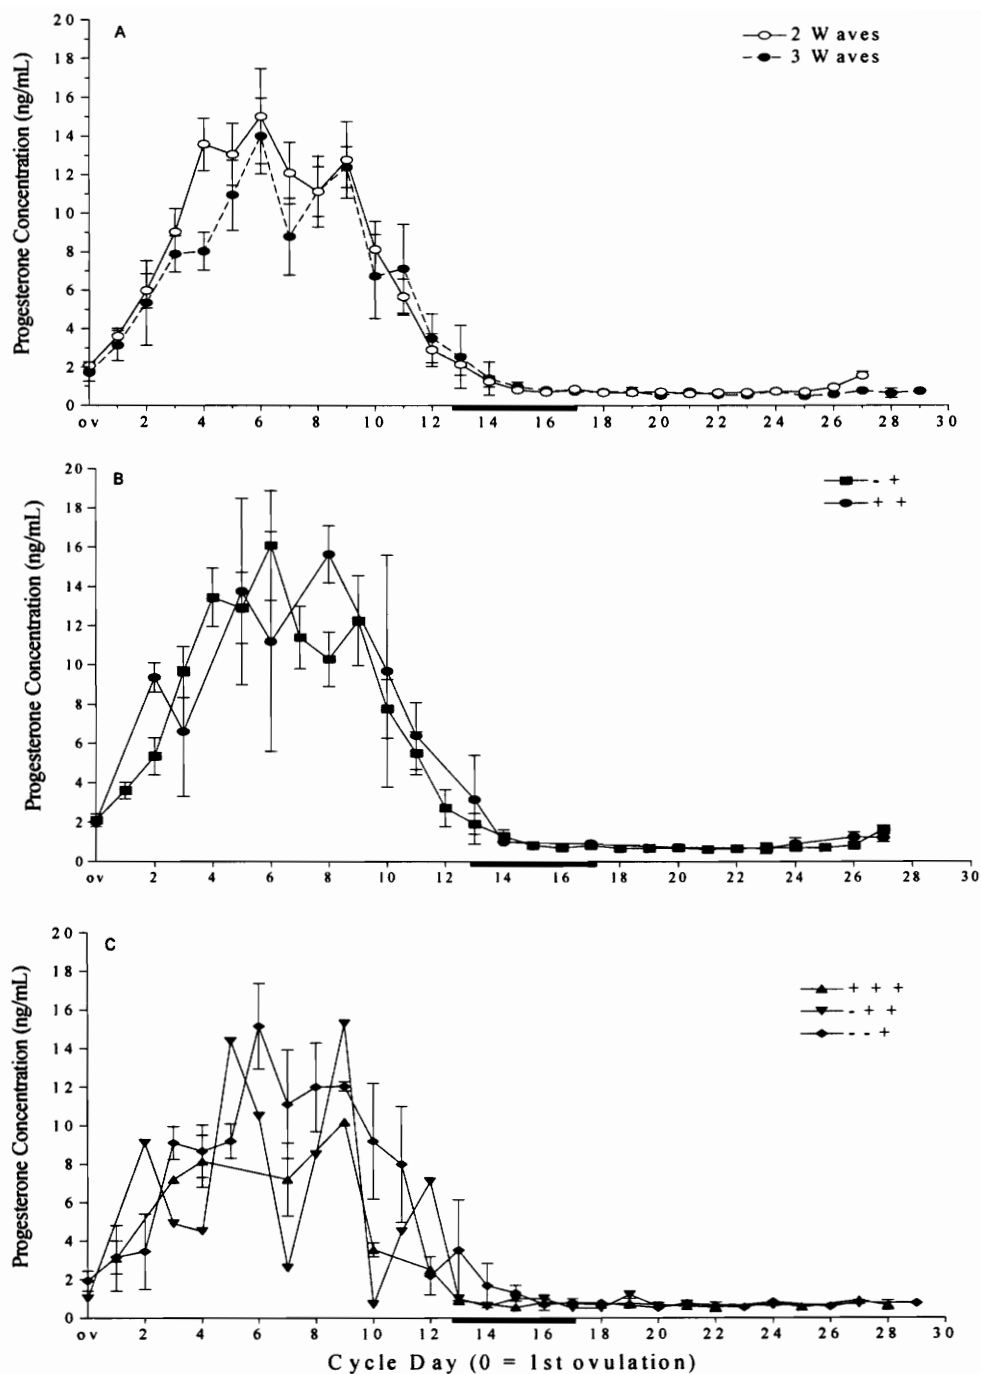 A
2 Waves
3 Waves
Progesterone Concentration (ng/mL)
20
18
16
14
12
10
8
6
4
2
0
ov 2 4 6 8 10 12 14 16 18 20 22 24 26 28 30
B
- +
+ +
Progesterone Concentration (ng/mL)
20
18
16
14
12
10
8
6
4
2
0
ov 2 4 6 8 10 12 14 16 18 20 22 24 26 28 30
C
+ + +
- + +
- - +
Progesterone Concentration (ng/mL)
20
18
16
14
12
10
8
6
4
2
0
ov 2 4 6 8 10 12 14 16 18 20 22 24 26 28 30
Cycle Day (0 = 1st ovulation)